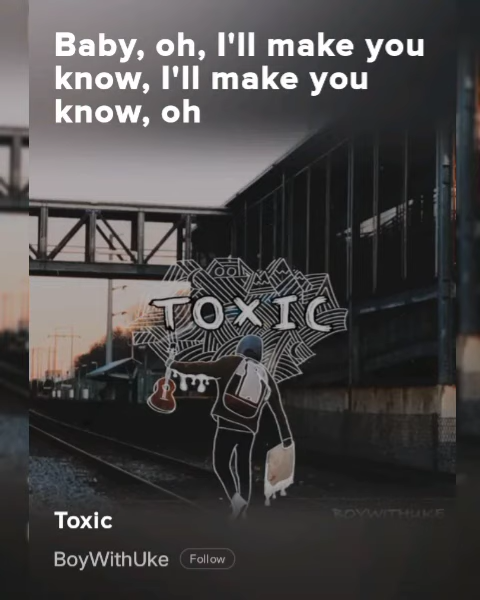 Baby, oh, I'll make you
know, I'll make you
know, oh
TOXIC
BOYWITHUKE
Toxic
BoyWithUke Follow